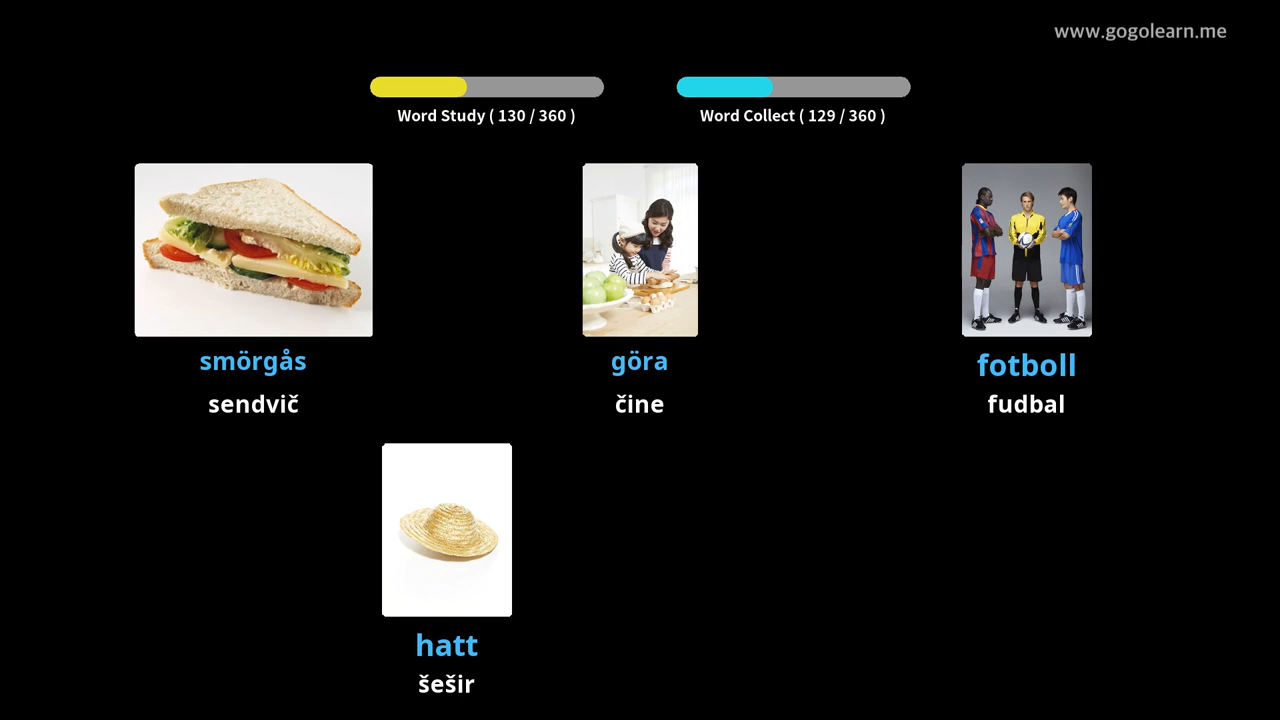 www.gogolearn.me
Word Study ( 130 / 360 )
Word Collect ( 129 / 360 )
smörgås
sendvič
göra
čine
fotboll
fudbal
hatt
šešir